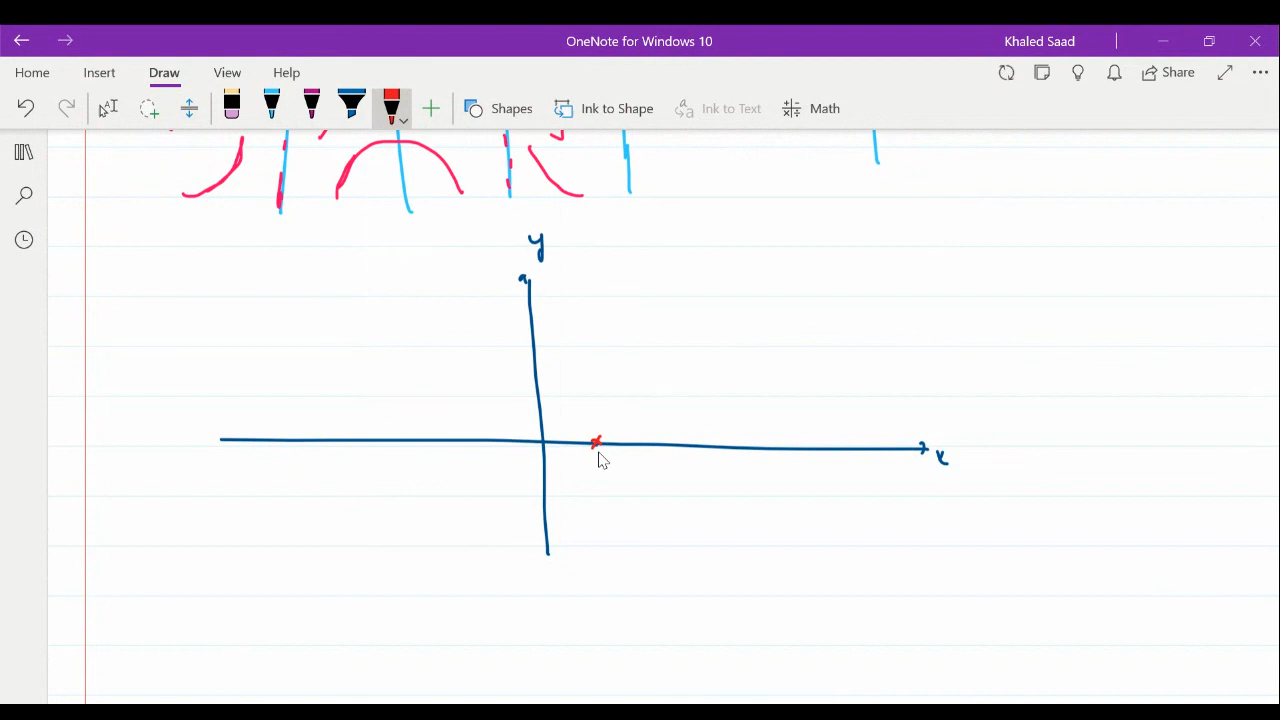 OneNote for Windows 10
Khaled Saad
Home Insert Draw View Help
Share
Shapes Ink to Shape Ink to Text Math
y
x